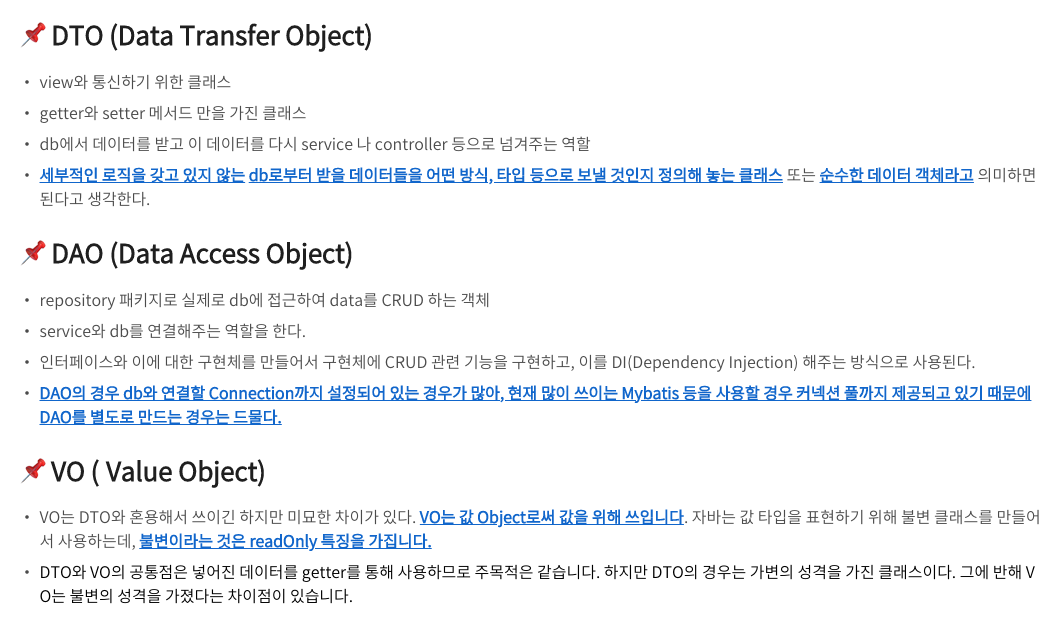 DTO (Data Transfer Object)
• view와 통신하기 위한 클래스
• getter와 setter 메서드 만을 가진 클래스
• db에서 데이터를 받고 이 데이터를 다시 service 나 controller 등으로 넘겨주는 역할
• 세부적인 로직을 갖고 있지 않는 db로부터 받을 데이터들을 어떤 방식, 타입 등으로 보낼 것인지 정의해 놓는 클래스 또는 순수한 데이터 객체라고 의미하면
된다고 생각한다.
DAO (Data Access Object)
• repository 패키지로 실제로 db에 접근하여 data를 CRUD 하는 객체
• service와 db를 연결해주는 역할을 한다.
• 인터페이스와 이에 대한 구현체를 만들어서 구현체에 CRUD 관련 기능을 구현하고, 이를 DI(Dependency Injection) 해주는 방식으로 사용된다.
• DAO의 경우 db와 연결할 Connection까지 설정되어 있는 경우가 많아, 현재 많이 쓰이는 Mybatis 등을 사용할 경우 커넥션 풀까지 제공되고 있기 때문에
DAO를 별도로 만드는 경우는 드물다.
VO ( Value Object)
• VO는 DTO와 혼용해서 쓰이긴 하지만 미묘한 차이가 있다. VO는 값 Object로써 값을 위해 쓰입니다. 자바는 값 타입을 표현하기 위해 불변 클래스를 만들어
서 사용하는데, 불변이라는 것은 readOnly 특징을 가집니다.
• DTO와 VO의 공통점은 넣어진 데이터를 getter를 통해 사용하므로 주목적은 같습니다. 하지만 DTO의 경우는 가변의 성격을 가진 클래스이다. 그에 반해 V
O는 불변의 성격을 가졌다는 차이점이 있습니다.